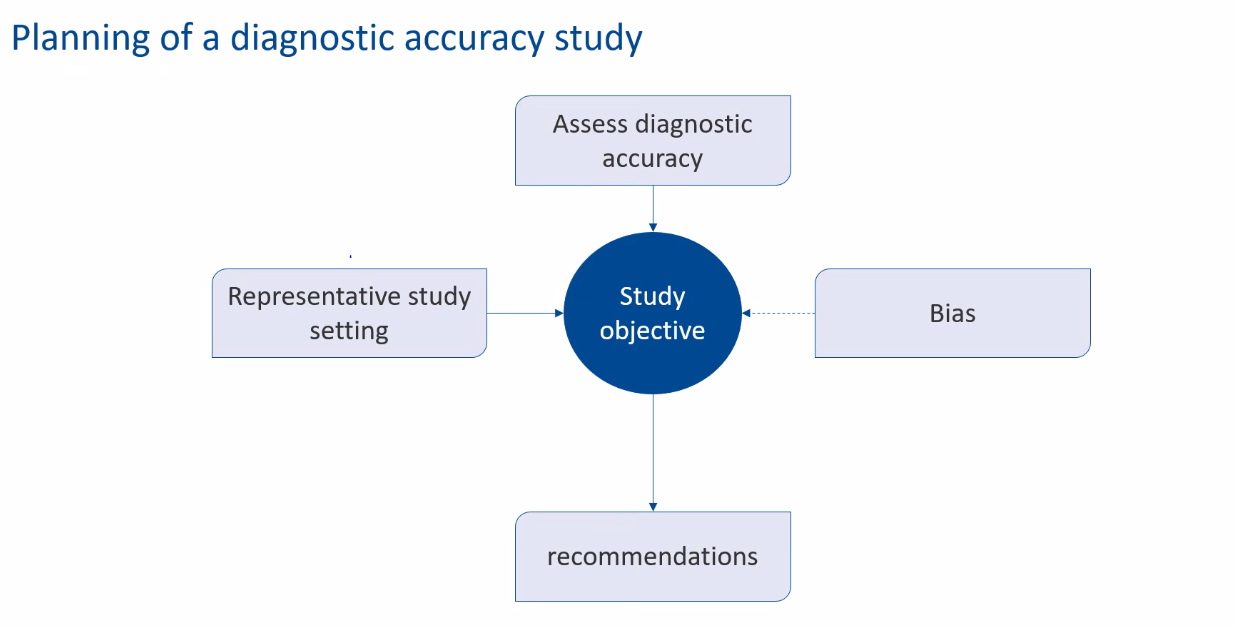 Planning of a diagnostic accuracy study
Assess diagnostic
accuracy
Representative study
setting
Study
objective
Bias
recommendations